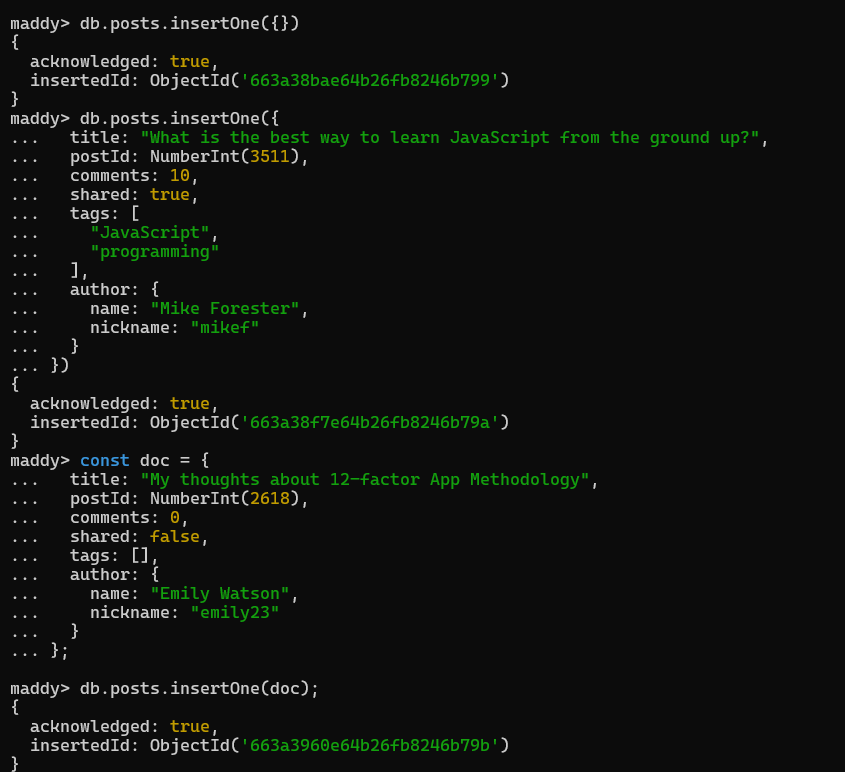 maddy> db.posts.insertOne({})
{
  acknowledged: true,
  insertedId: ObjectId('663a38bae64b26fb8246b799')
}
maddy> db.posts.insertOne({
...   title: "What is the best way to learn JavaScript from the ground up?",
...   postId: NumberInt(3511),
...   comments: 10,
...   shared: true,
...   tags: [
...     "JavaScript",
...     "programming"
...   ],
...   author: {
...     name: "Mike Forester",
...     nickname: "mikef"
...   }
... })
{
  acknowledged: true,
  insertedId: ObjectId('663a38f7e64b26fb8246b79a')
}
maddy> const doc = {
...   title: "My thoughts about 12-factor App Methodology",
...   postId: NumberInt(2618),
...   comments: 0,
...   shared: false,
...   tags: [],
...   author: {
...     name: "Emily Watson",
...     nickname: "emily23"
...   }
... };

maddy> db.posts.insertOne(doc);
{
  acknowledged: true,
  insertedId: ObjectId('663a3960e64b26fb8246b79b')
}